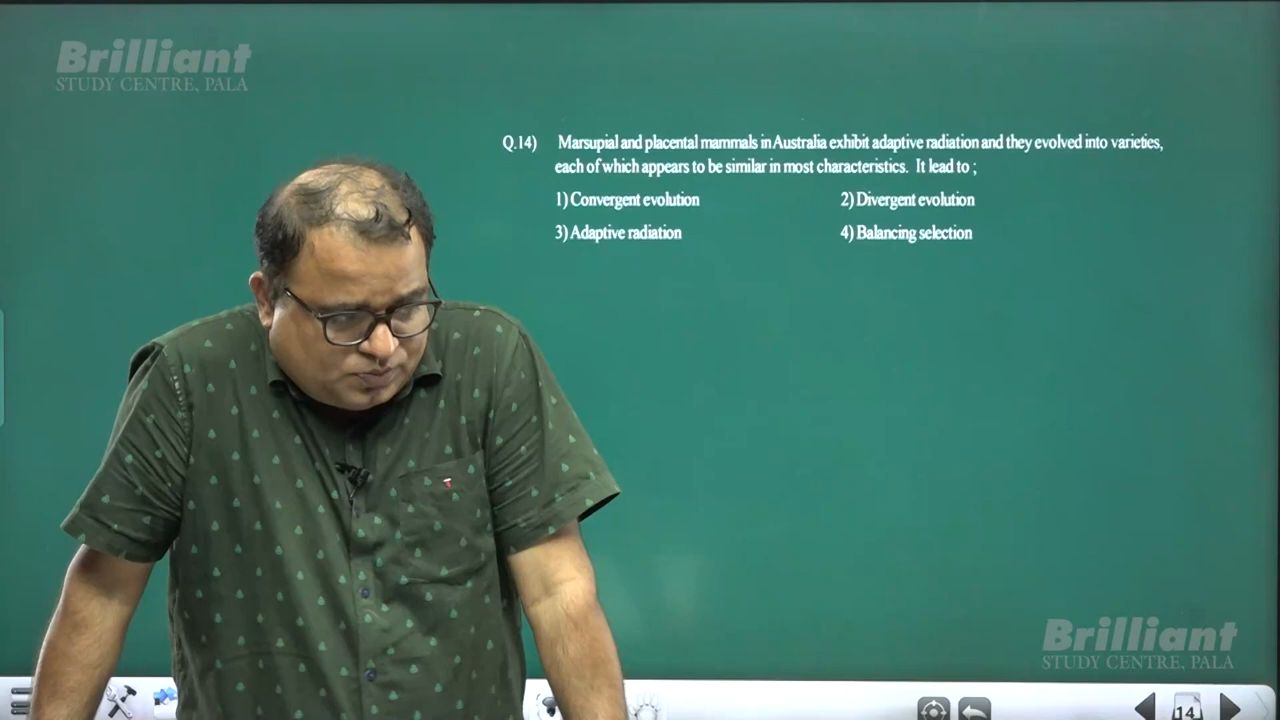 Brilliant
STUDY CENTRE, PALA
Q.14) Marsupial and placental mammals in Australia exhibit adaptive radiation and they evolved into varieties,
each of which appears to be similar in most characteristics. It lead to ;
1) Convergent evolution 2) Divergent evolution
3) Adaptive radiation 4) Balancing selection
Brilliant
STUDY CENTRE, PALA
14